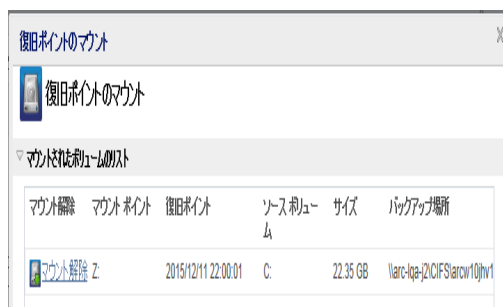 復旧ポイントのマウント X
復旧ポイントのマウント
マウントされたボリュームのリスト
マウント解除 マウント ポイント 復旧ポイント ソース ボリューム サイズ バックアップ場所
マウント解除 Z: 2015/12/11 22:00:01 C: 22.35 GB \\arc-lqa-j2\CIFS\arcw10jhv1